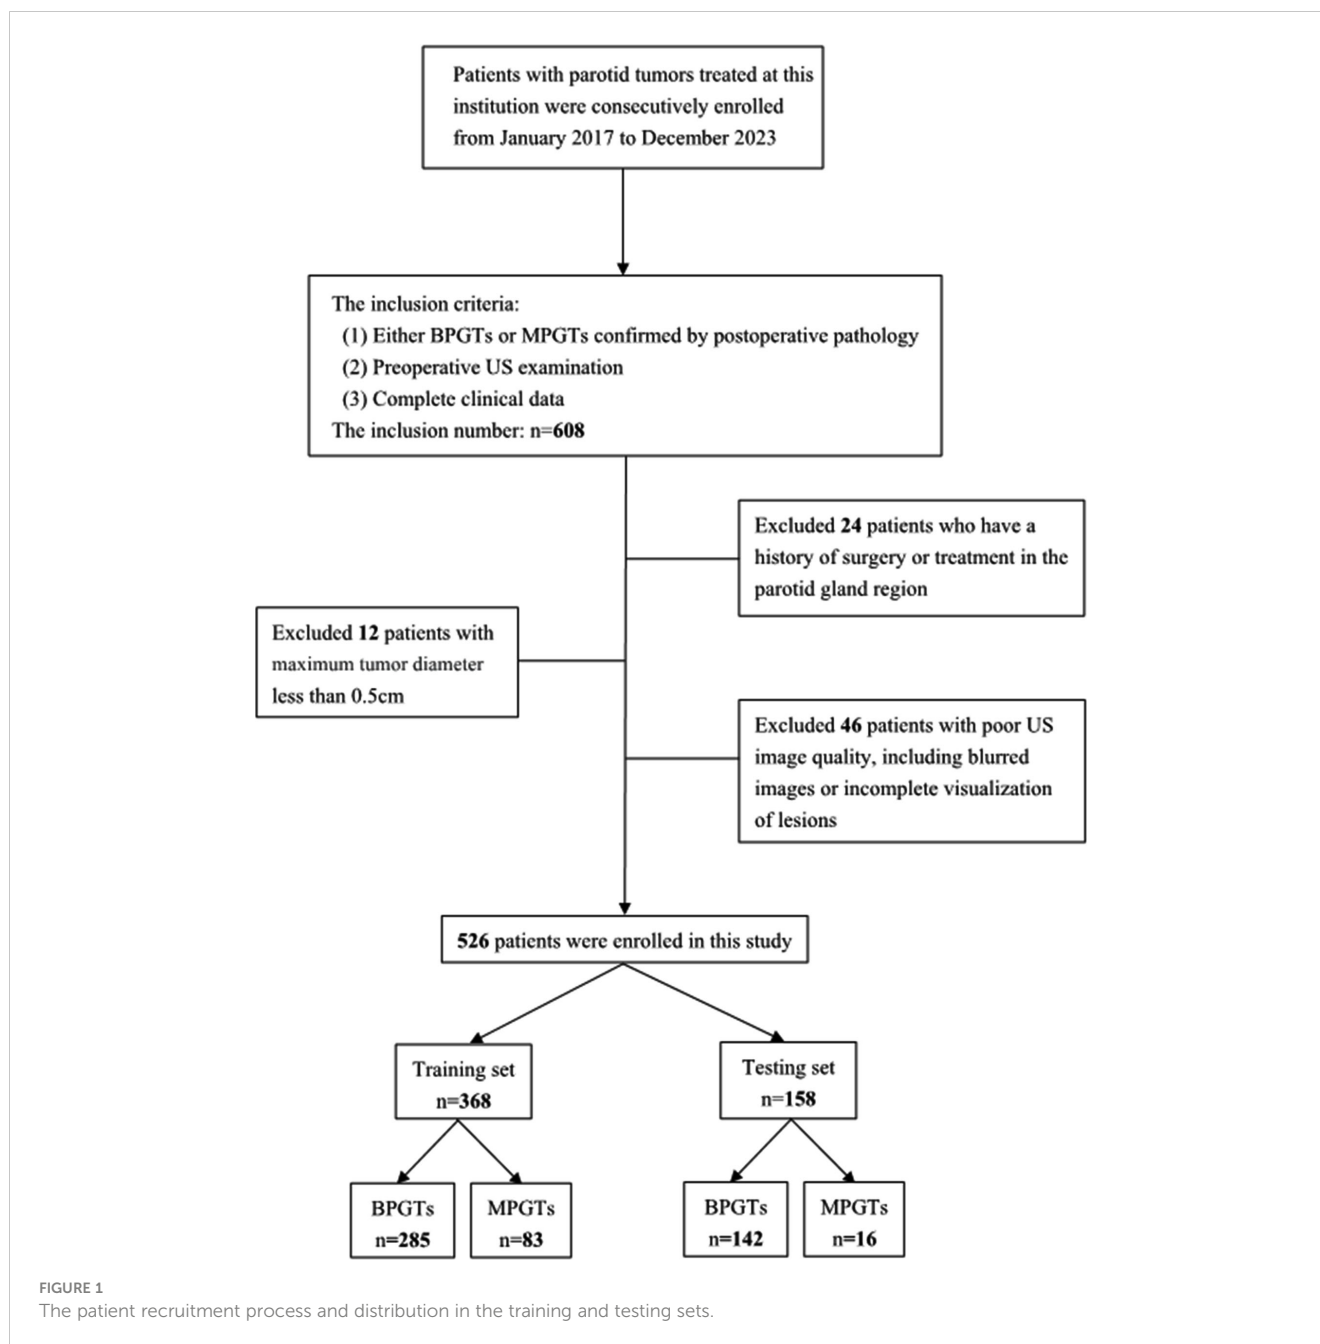 Patients with parotid tumors treated at this
institution were consecutively enrolled
from January 2017 to December 2023
The inclusion criteria:
(1) Either BPGTs or MPGTs confirmed by postoperative pathology
(2) Preoperative US examination
(3) Complete clinical data
The inclusion number: n=608
Excluded 24 patients who have a
history of surgery or treatment in the
parotid gland region
Excluded 12 patients with
maximum tumor diameter
less than 0.5cm
Excluded 46 patients with poor US
image quality, including blurred
images or incomplete visualization
of lesions
526 patients were enrolled in this study
Training set
n=368
Testing set
n=158
BPGTs
n=285
MPGTs
n=83
BPGTs
n=142
MPGTs
n=16
FIGURE 1
The patient recruitment process and distribution in the training and testing sets.